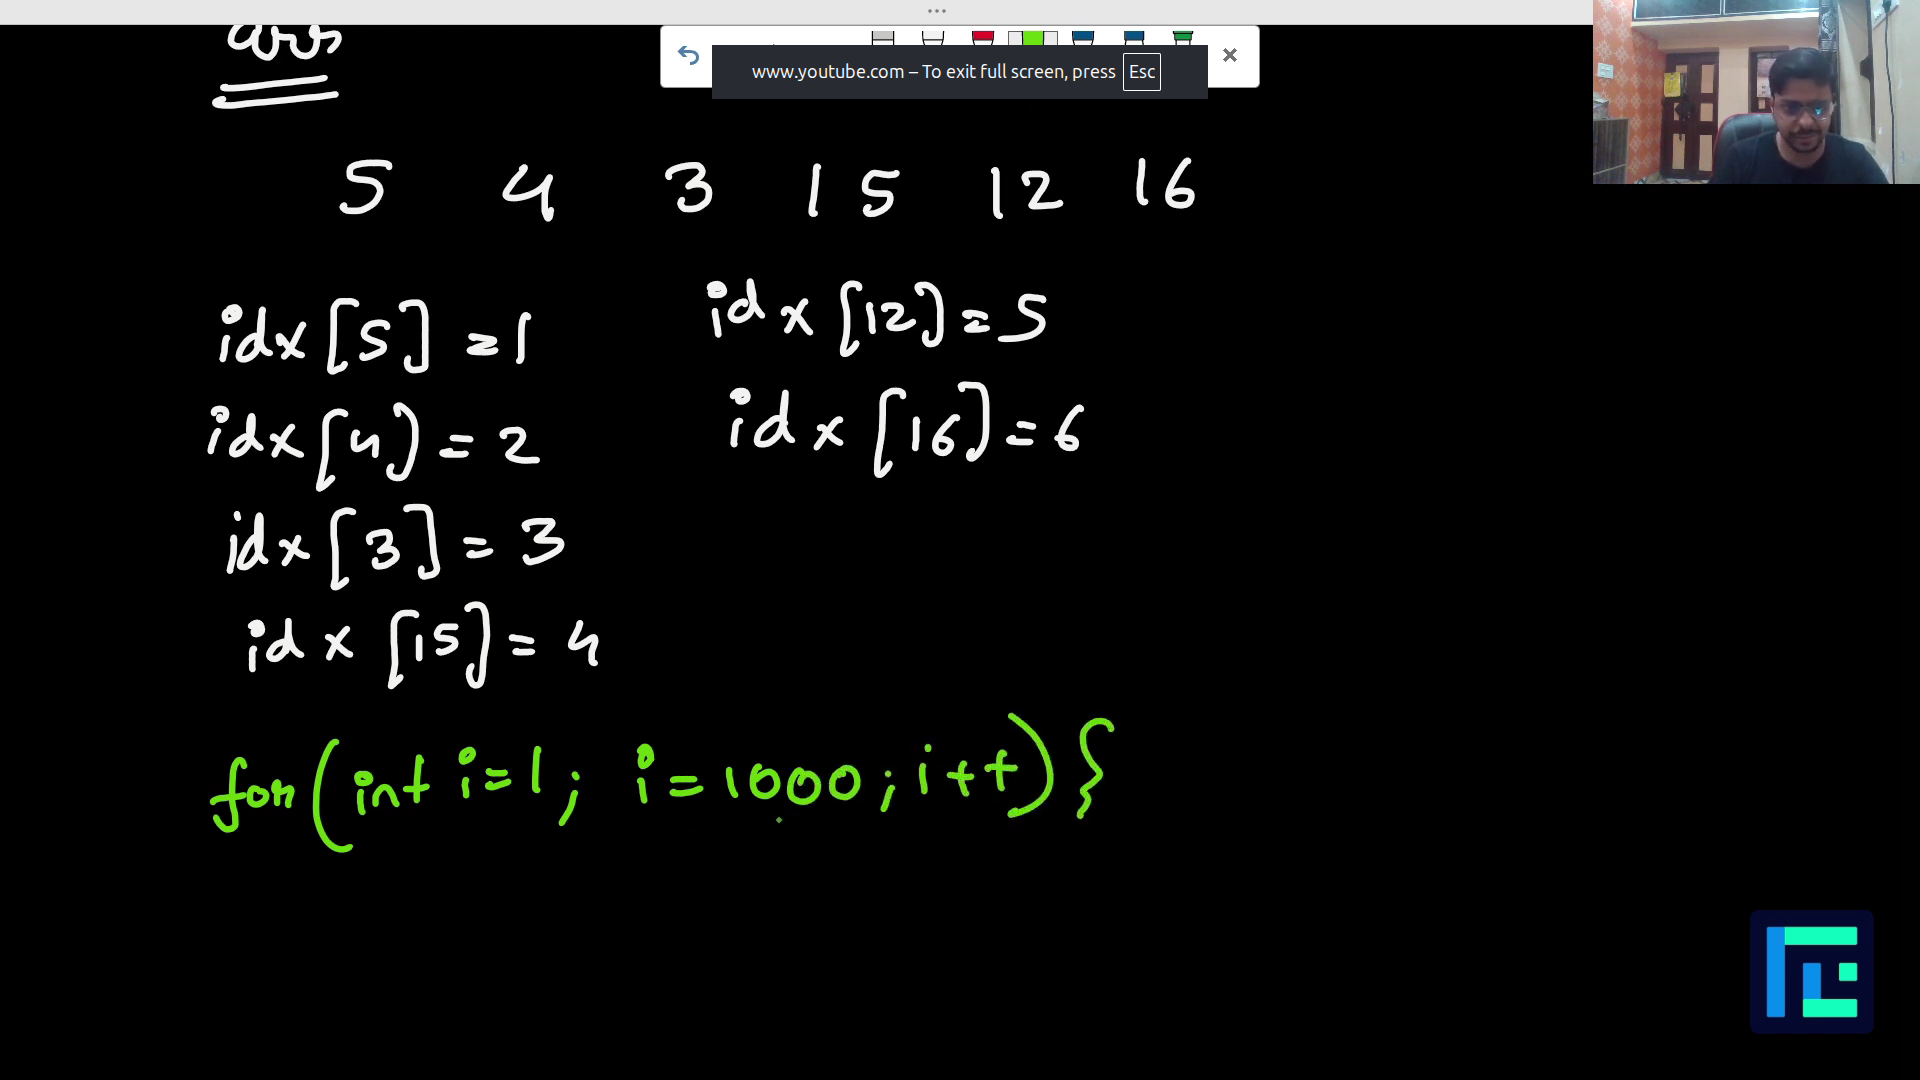 www.youtube.com – To exit full screen, press Esc
5 4 3 15 12 16
idx[5] = 1
idx[4] = 2
idx[3] = 3
idx[15] = 4
idx[12] = 5
idx[16] = 6
for(int i=1; i=1000; i++){